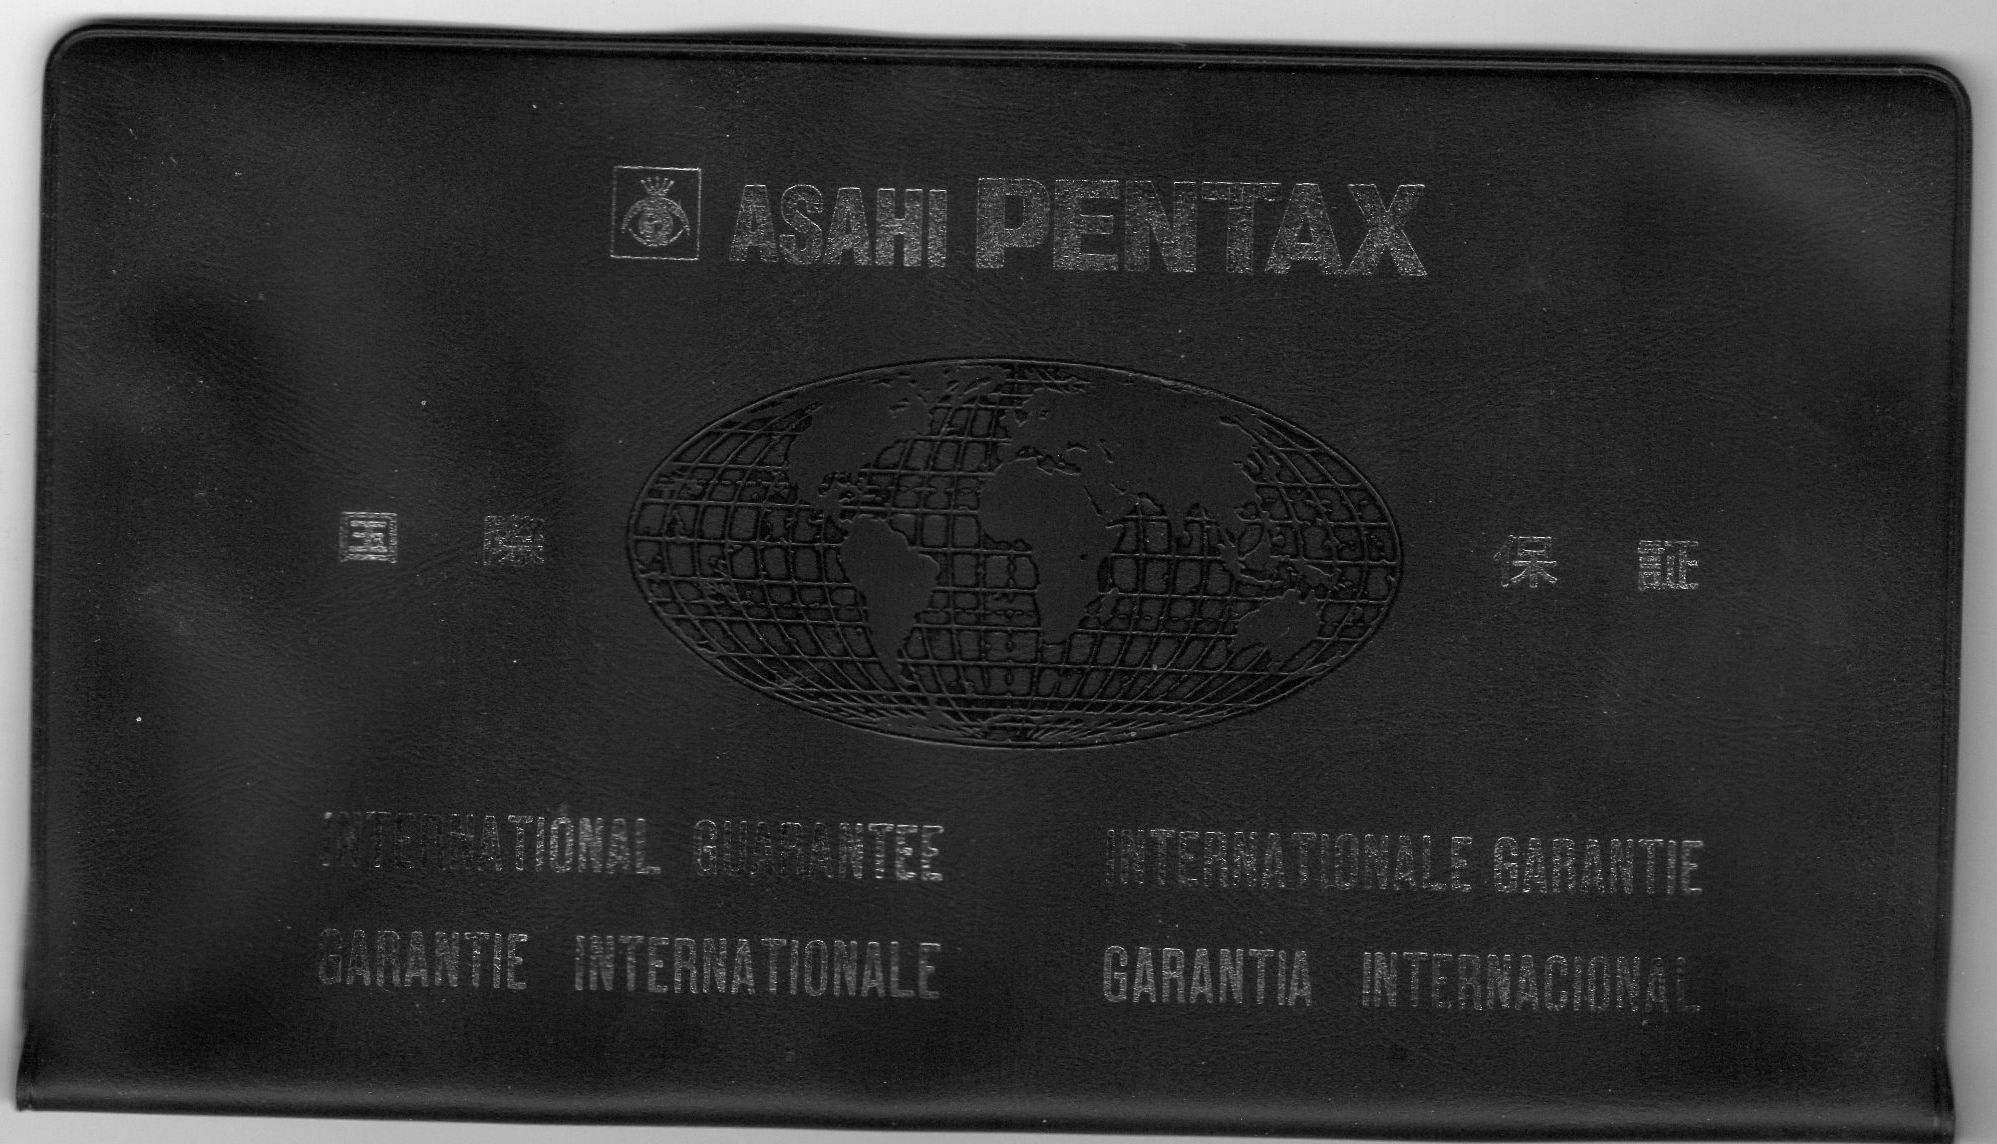 ASAHI PENTAX
国際 保証
INTERNATIONAL GUARANTEE
GARANTIE INTERNATIONALE
INTERNATIONALE GARANTIE
GARANTIA INTERNACIONAL